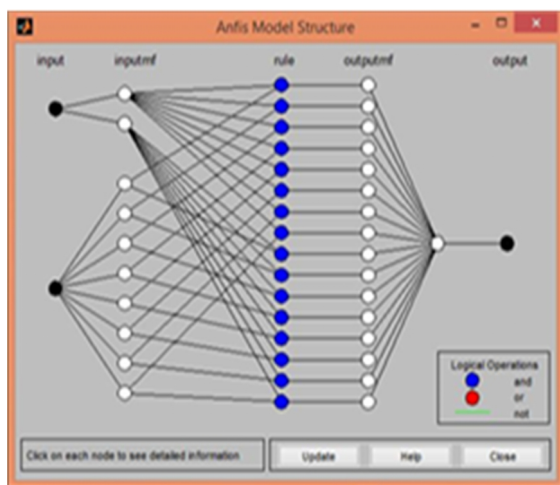 Anfis Model Structure
input inputmf rule outputmf output
Logical Operations
and
or
not
Click on each node to see detailed information
Update Help Close